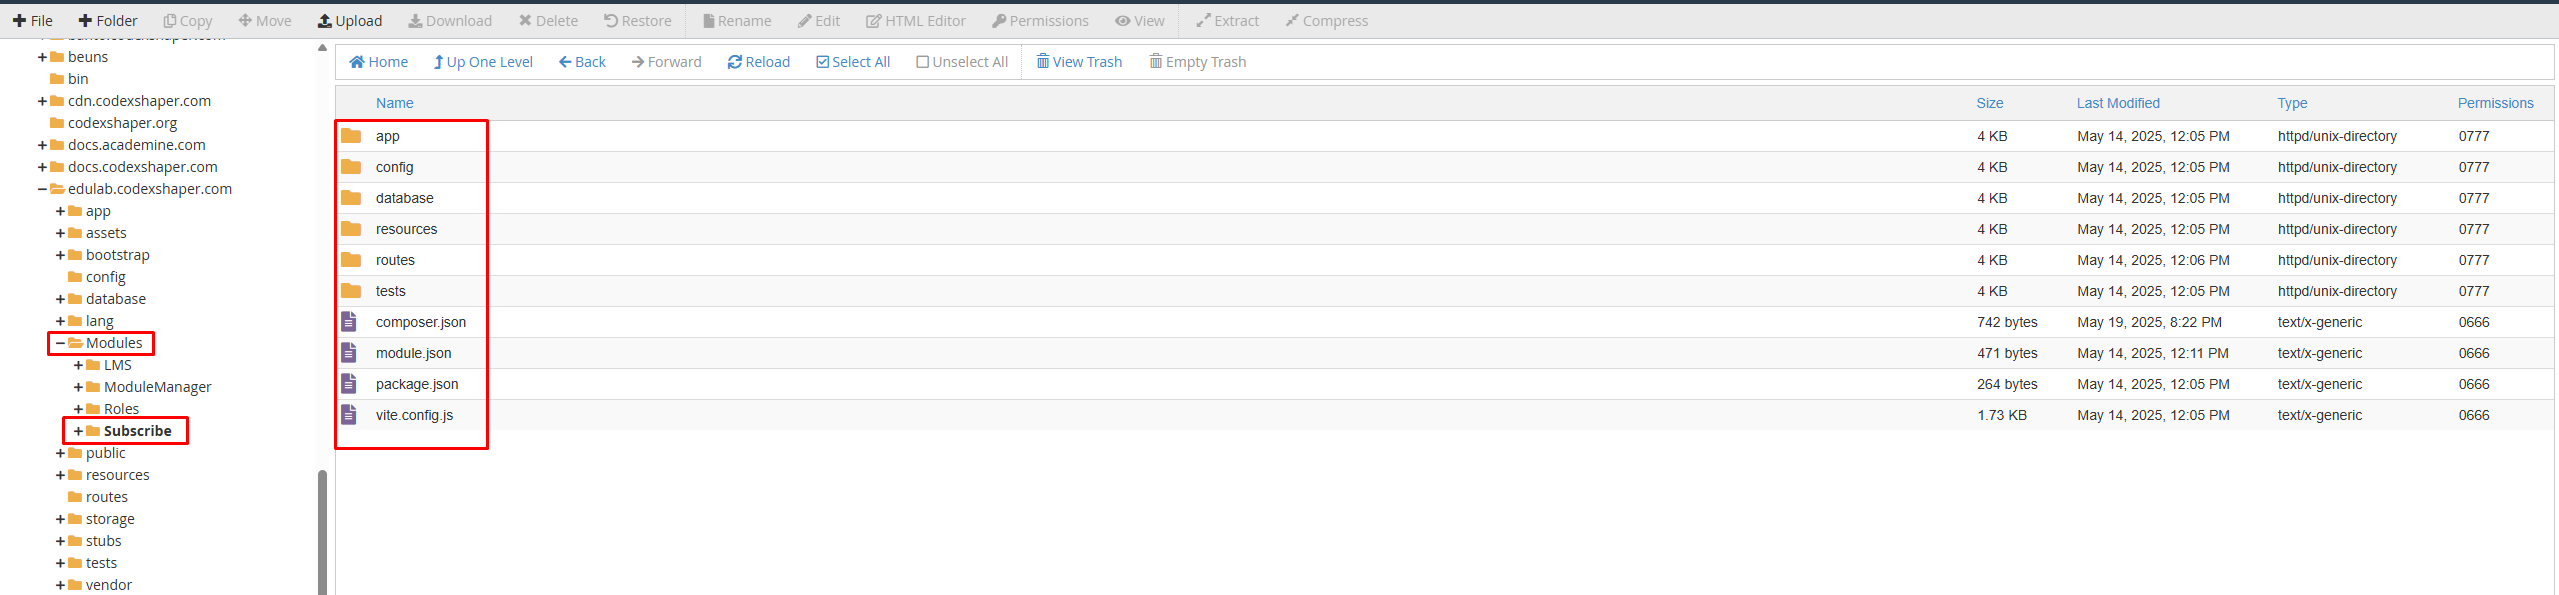 File Folder Copy Move Upload Download Delete Restore Rename Edit HTML Editor Permissions View Extract Compress
beuns
bin
cdn.codexshaper.com
codexshaper.org
docs.academine.com
docs.codexshaper.com
edulab.codexshaper.com
app
assets
bootstrap
config
database
lang
Modules
LMS
ModuleManager
Roles
Subscribe
public
resources
routes
storage
stubs
tests
vendor
Home Up One Level Back Forward Reload Select All Unselect All View Trash Empty Trash
Name Size Last Modified Type Permissions
app 4 KB May 14, 2025, 12:05 PM httpd/unix-directory 0777
config 4 KB May 14, 2025, 12:05 PM httpd/unix-directory 0777
database 4 KB May 14, 2025, 12:05 PM httpd/unix-directory 0777
resources 4 KB May 14, 2025, 12:05 PM httpd/unix-directory 0777
routes 4 KB May 14, 2025, 12:06 PM httpd/unix-directory 0777
tests 4 KB May 14, 2025, 12:05 PM httpd/unix-directory 0777
composer.json 742 bytes May 19, 2025, 8:22 PM text/x-generic 0666
module.json 471 bytes May 14, 2025, 12:11 PM text/x-generic 0666
package.json 264 bytes May 14, 2025, 12:05 PM text/x-generic 0666
vite.config.js 1.73 KB May 14, 2025, 12:05 PM text/x-generic 0666